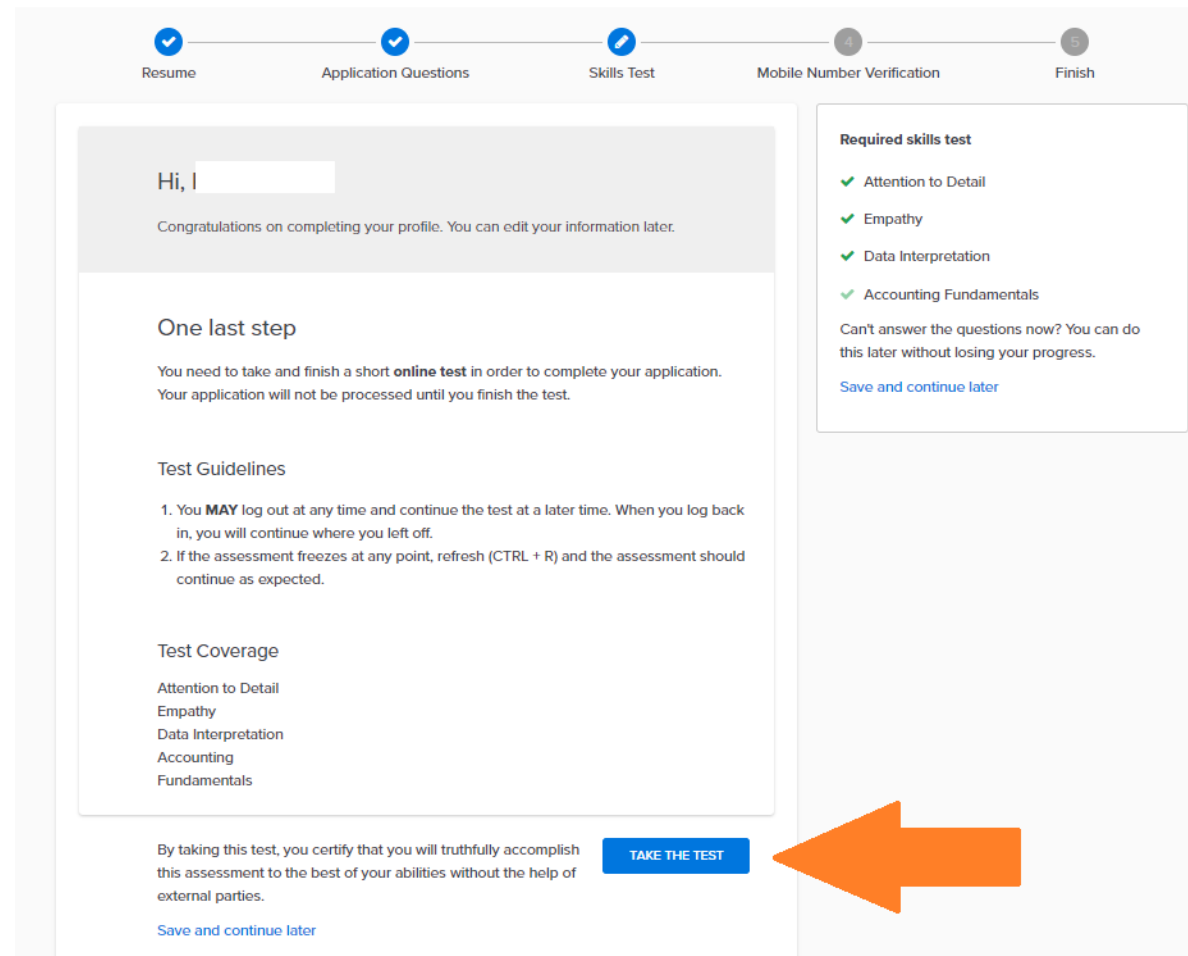 4
5
Resume
Application Questions
Skills Test
Mobile Number Verification
Finish
Hi, l
Congratulations on completing your profile. You can edit your information later.
One last step
You need to take and finish a short online test in order to complete your application.
Your application will not be processed until you finish the test.
Test Guidelines
1. You MAY log out at any time and continue the test at a later time. When you log back
in, you will continue where you left off.
2. If the assessment freezes at any point, refresh (CTRL + R) and the assessment should
continue as expected.
Test Coverage
Attention to Detail
Empathy
Data Interpretation
Accounting
Fundamentals
By taking this test, you certify that you will truthfully accomplish
this assessment to the best of your abilities without the help of
external parties.
TAKE THE TEST
Save and continue later
Required skills test
Attention to Detail
Empathy
Data Interpretation
Accounting Fundamentals
Can't answer the questions now? You can do
this later without losing your progress.
Save and continue later